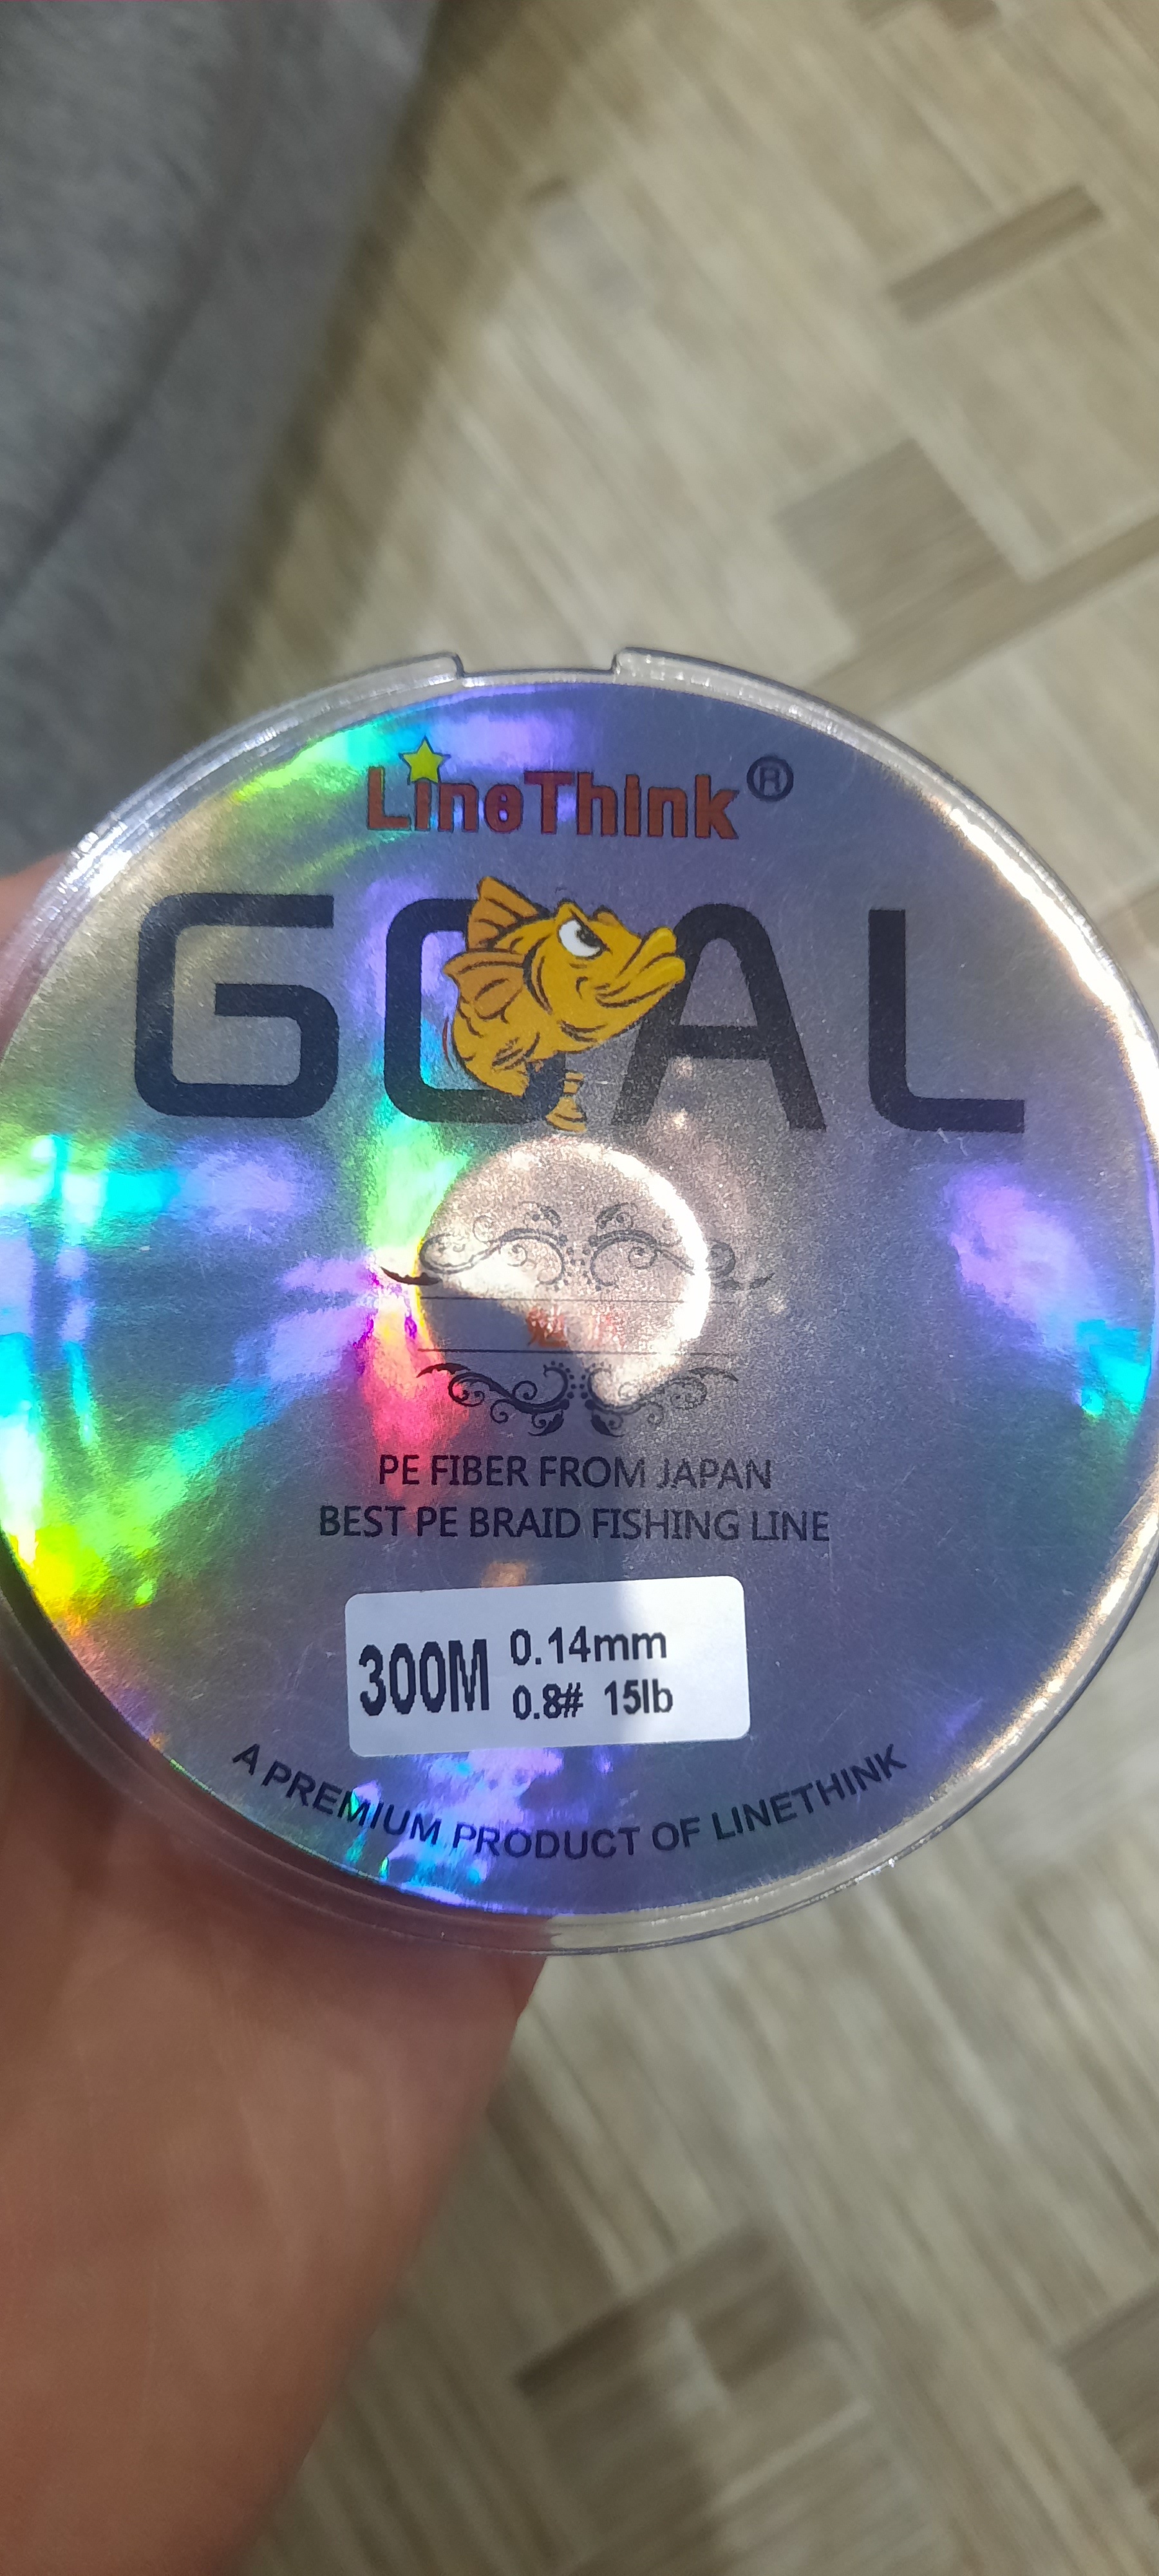 LineThink®
GOAL
PE FIBER FROM JAPAN
BEST PE BRAID FISHING LINE
300M 0.14mm
0.8# 15lb
A PREMIUM PRODUCT OF LINETHINK